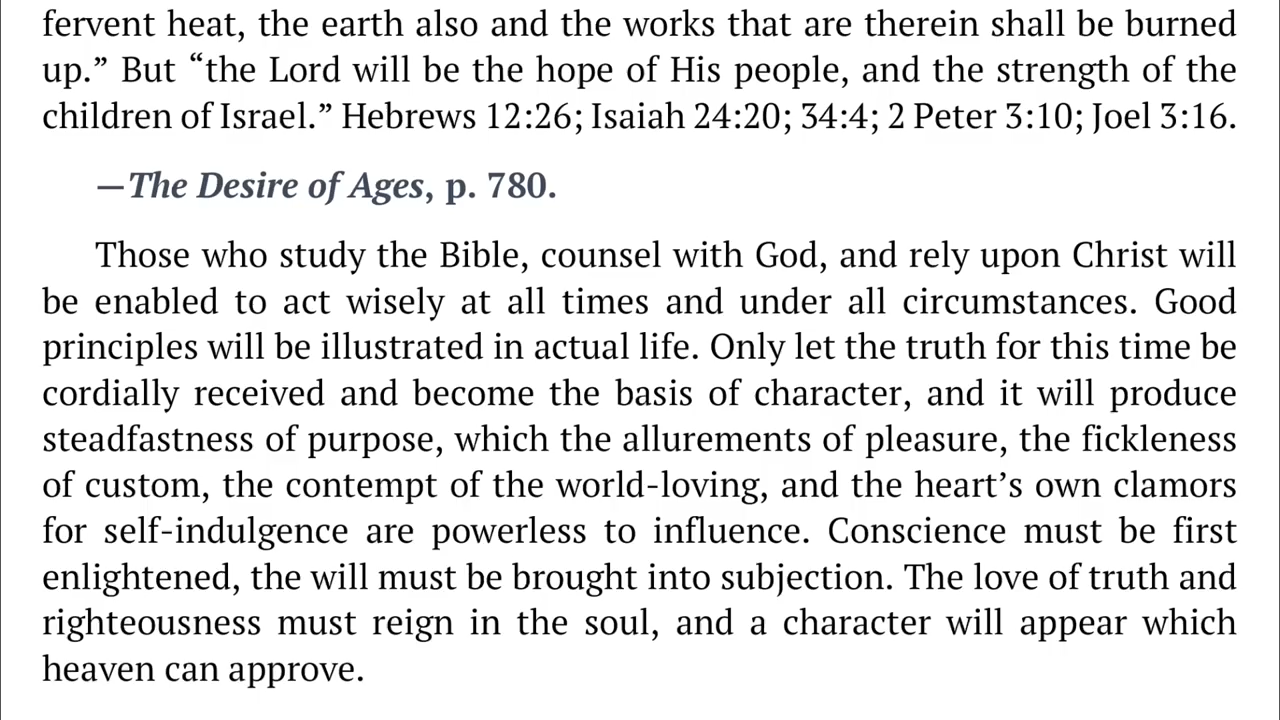 fervent heat, the earth also and the works that are therein shall be burned
up.” But “the Lord will be the hope of His people, and the strength of the
children of Israel.” Hebrews 12:26; Isaiah 24:20; 34:4; 2 Peter 3:10; Joel 3:16.
—The Desire of Ages, p. 780.
Those who study the Bible, counsel with God, and rely upon Christ will
be enabled to act wisely at all times and under all circumstances. Good
principles will be illustrated in actual life. Only let the truth for this time be
cordially received and become the basis of character, and it will produce
steadfastness of purpose, which the allurements of pleasure, the fickleness
of custom, the contempt of the world-loving, and the heart’s own clamors
for self-indulgence are powerless to influence. Conscience must be first
enlightened, the will must be brought into subjection. The love of truth and
righteousness must reign in the soul, and a character will appear which
heaven can approve.